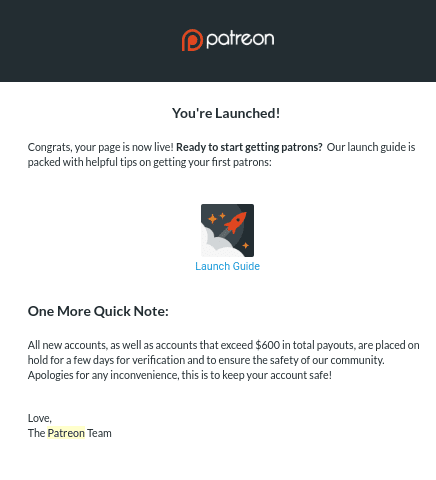 patreon
You're Launched!
Congrats, your page is now live! Ready to start getting patrons? Our launch guide is
packed with helpful tips on getting your first patrons:
Launch Guide
One More Quick Note:
All new accounts, as well as accounts that exceed $600 in total payouts, are placed on
hold for a few days for verification and to ensure the safety of our community.
Apologies for any inconvenience, this is to keep your account safe!
Love,
The Patreon Team